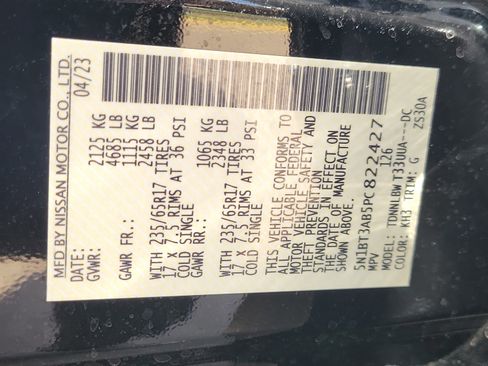 MFD BY NISSAN MOTOR CO., LTD.
DATE: 04/23
GVWR: 2125 KG
4685 LB
GAWR FR.: 1115 KG
2458 LB
WITH 235/65R17 TIRES
17 X 7.5 RIMS AT 36 PSI
COLD SINGLE
GAWR RR.: 1065 KG
2348 LB
WITH 235/65R17 TIRES
17 X 7.5 RIMS AT 33 PSI
COLD SINGLE
THIS VEHICLE CONFORMS TO
ALL APPLICABLE FEDERAL
MOTOR VEHICLE SAFETY AND
THEFT PREVENTION
STANDARDS IN EFFECT ON
THE DATE OF MANUFACTURE
SHOWN ABOVE.
5N1BT3AB5PC822427
MPV 126
MODEL: FDNNLBW T33UUA---DC
COLOR: KH3 TRIM: G ZS30A